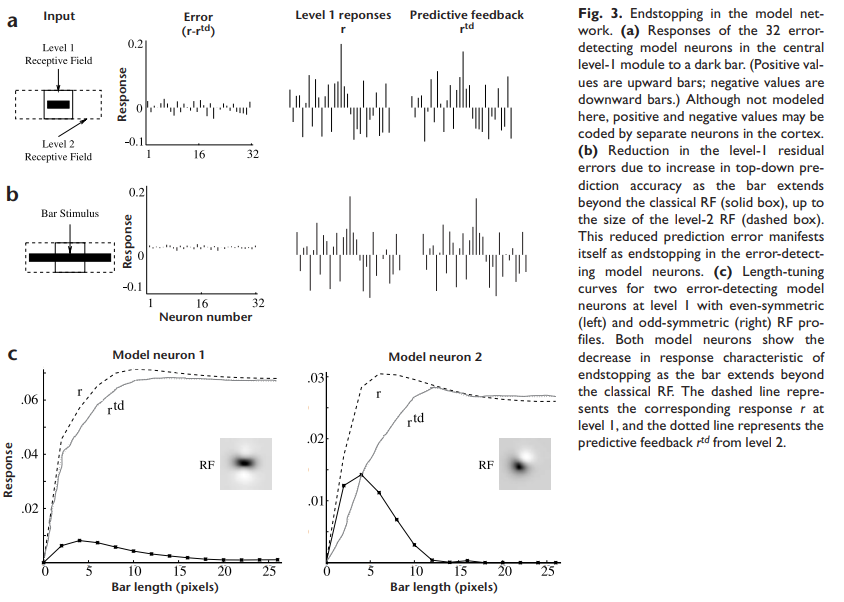 a
Input
Error
(r-rtd)
Level 1 reponses
r
Predictive feedback
rtd
Level 1
Receptive Field
Level 2
Receptive Field
Response
0.2
0
-0.1
1
16
32
b
Bar Stimulus
Response
0.2
0
-0.1
1
16
32
Neuron number
c
Model neuron 1
Response
.06
.04
.02
r
rtd
RF
0
5
10
15
20
25
Bar length (pixels)
Model neuron 2
.03
.02
.01
r
rtd
RF
0
5
10
15
20
25
Bar length (pixels)
Fig. 3. Endstopping in the model net-
work. (a) Responses of the 32 error-
detecting model neurons in the central
level-1 module to a dark bar. (Positive val-
ues are upward bars; negative values are
downward bars.) Although not modeled
here, positive and negative values may be
coded by separate neurons in the cortex.
(b) Reduction in the level-1 residual
errors due to increase in top-down pre-
diction accuracy as the bar extends
beyond the classical RF (solid box), up to
the size of the level-2 RF (dashed box).
This reduced prediction error manifests
itself as endstopping in the error-detect-
ing model neurons. (c) Length-tuning
curves for two error-detecting model
neurons at level 1 with even-symmetric
(left) and odd-symmetric (right) RF pro-
files. Both model neurons show the
decrease in response characteristic of
endstopping as the bar extends beyond
the classical RF. The dashed line repre-
sents the corresponding response r at
level 1, and the dotted line represents the
predictive feedback rtd from level 2.